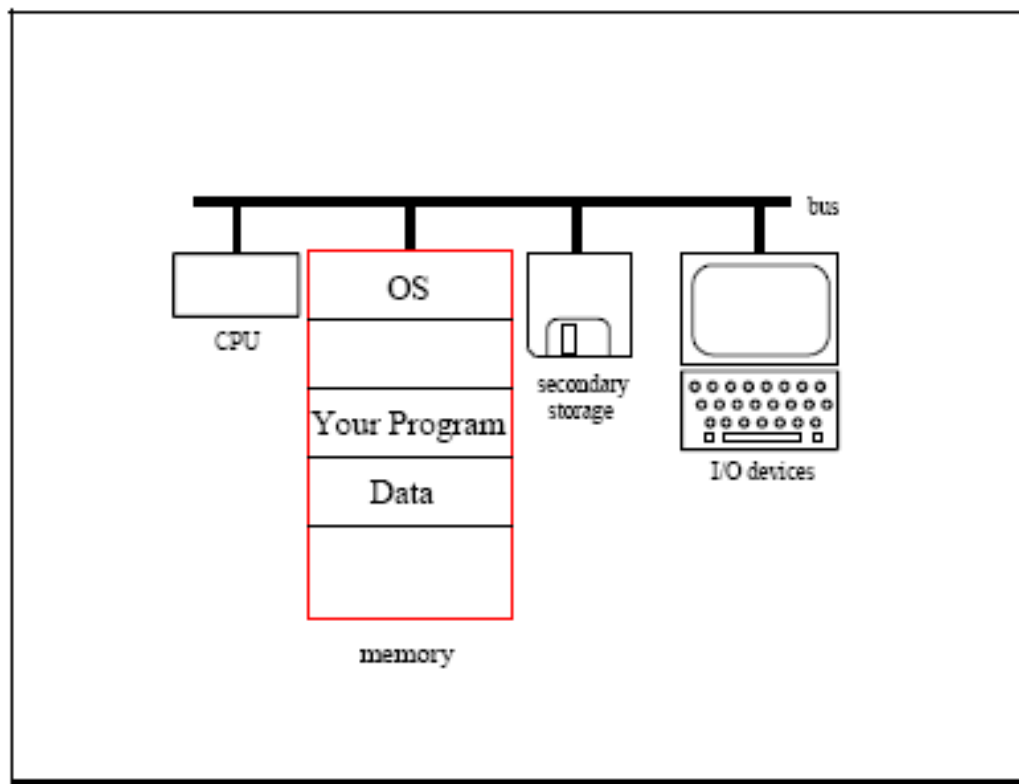 bus
OS
CPU
Your Program
secondary
storage
Data
I/O devices
memory